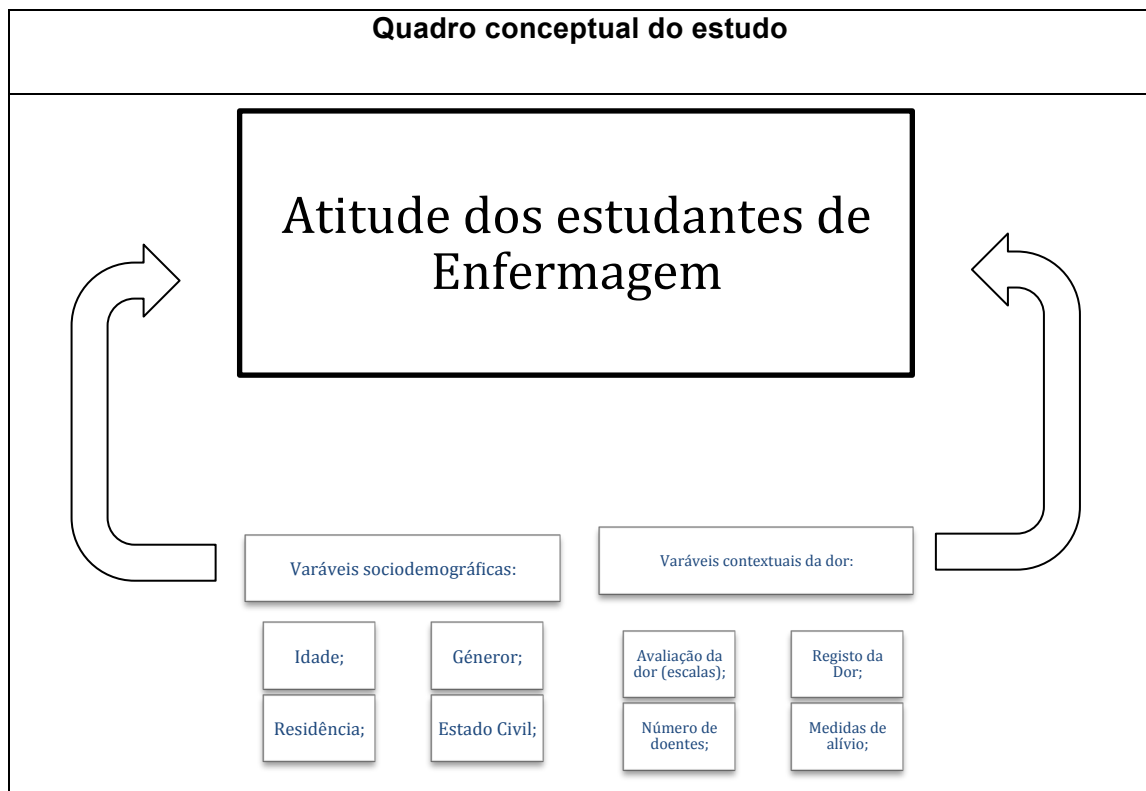 Quadro conceptual do estudo
Atitude dos estudantes de
Enfermagem
Varáveis sociodemográficas:
Idade;
Géneror;
Residência;
Estado Civil;
Varáveis contextuais da dor:
Avaliação da
dor (escalas);
Registo da
Dor;
Número de
doentes;
Medidas de
alívio;